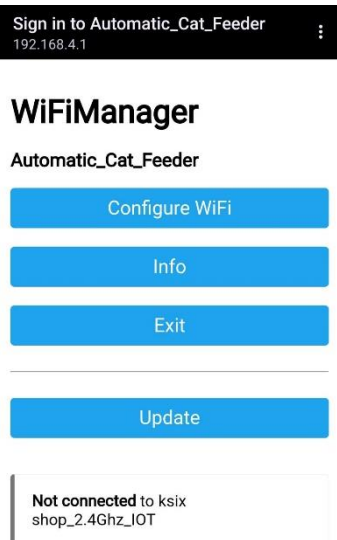 Sign in to Automatic_Cat_Feeder
192.168.4.1
WiFiManager
Automatic_Cat_Feeder
Configure WiFi
Info
Exit
Update
Not connected to ksix
shop_2.4Ghz_IOT